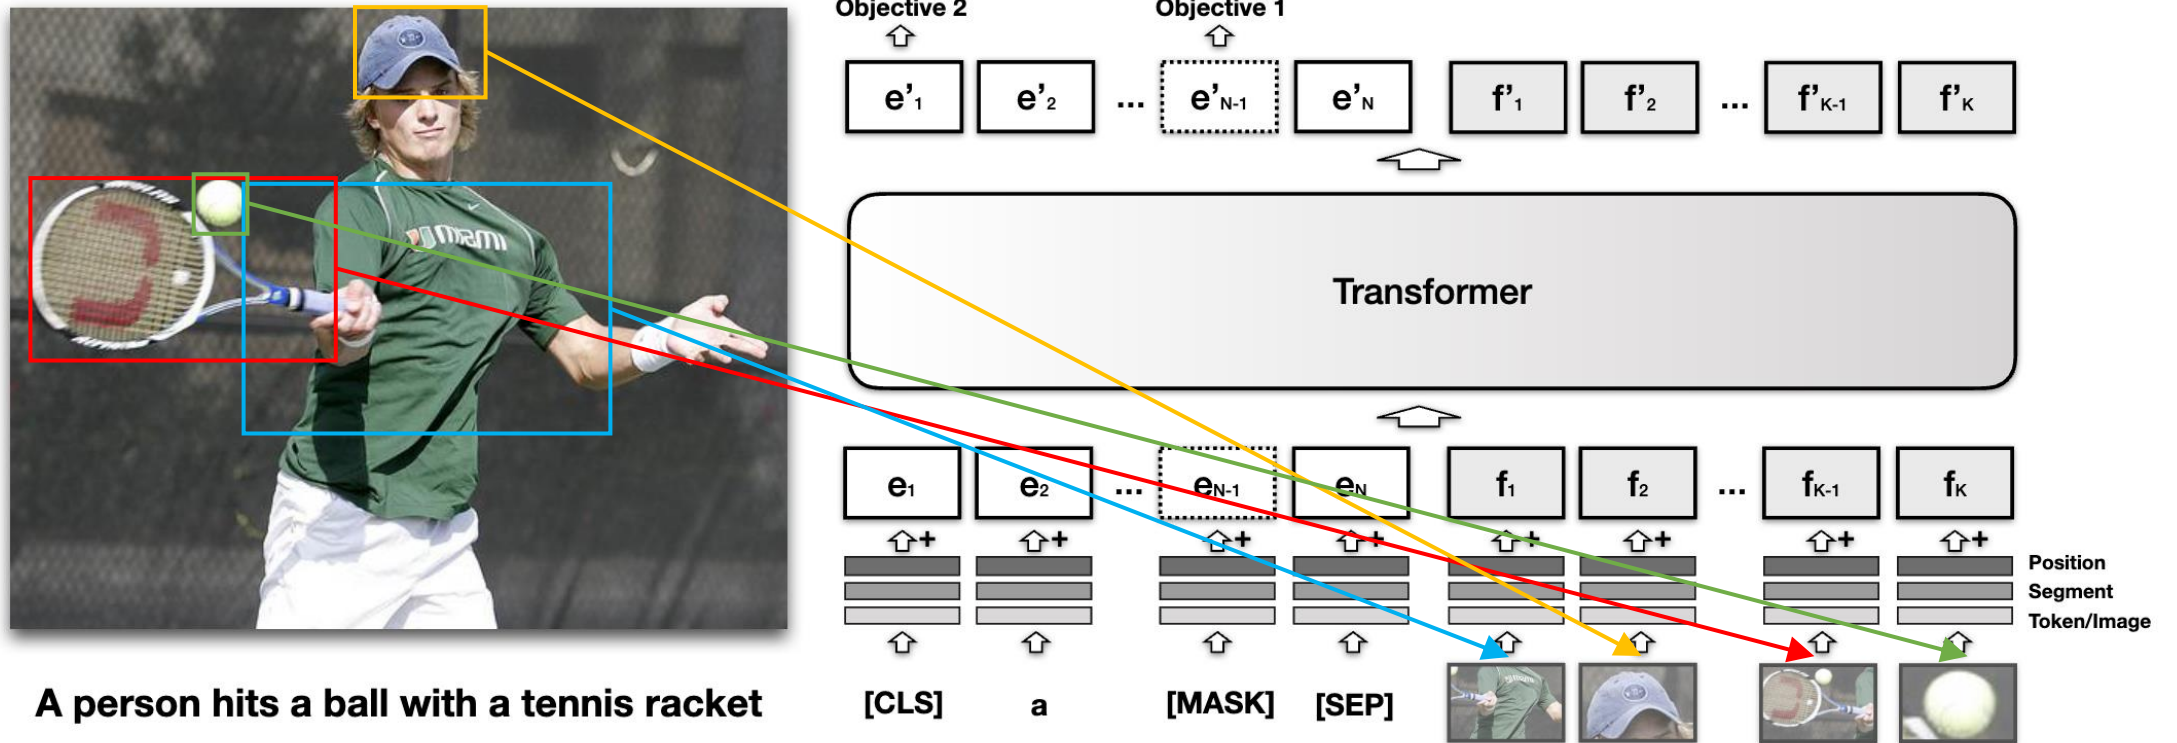 Objective 2 Objective 1
e'1 e'2 ... e'N-1 e'N f'1 f'2 ... f'K-1 f'K
miami
Transformer
e1 e2 ... eN-1 eN f1 f2 ... fK-1 fK
+ + + + + + + +
Position
Segment
Token/Image
[CLS] a [MASK] [SEP]
A person hits a ball with a tennis racket